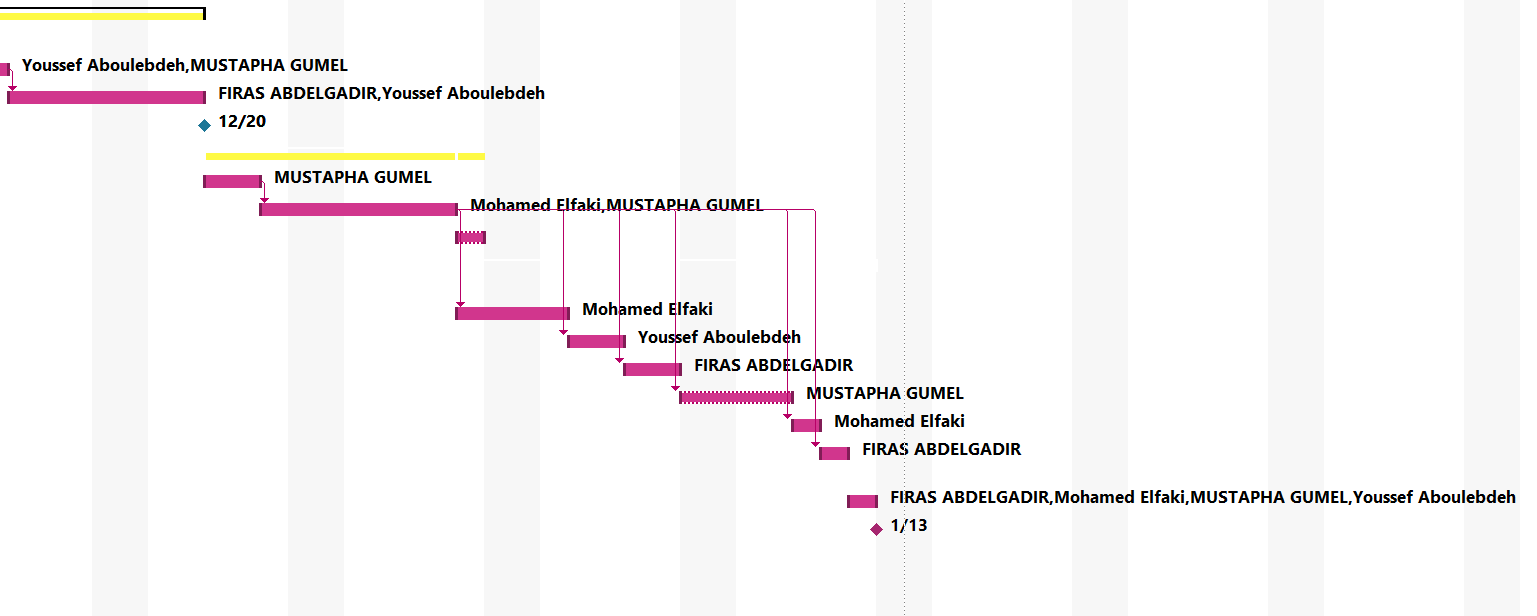 Youssef Aboulebdeh,MUSTAPHA GUMEL
FIRAS ABDELGADIR,Youssef Aboulebdeh
12/20
MUSTAPHA GUMEL
Mohamed Elfaki,MUSTAPHA GUMEL
Mohamed Elfaki
Youssef Aboulebdeh
FIRAS ABDELGADIR
MUSTAPHA GUMEL
Mohamed Elfaki
FIRAS ABDELGADIR
FIRAS ABDELGADIR,Mohamed Elfaki,MUSTAPHA GUMEL,Youssef Aboulebdeh
1/13